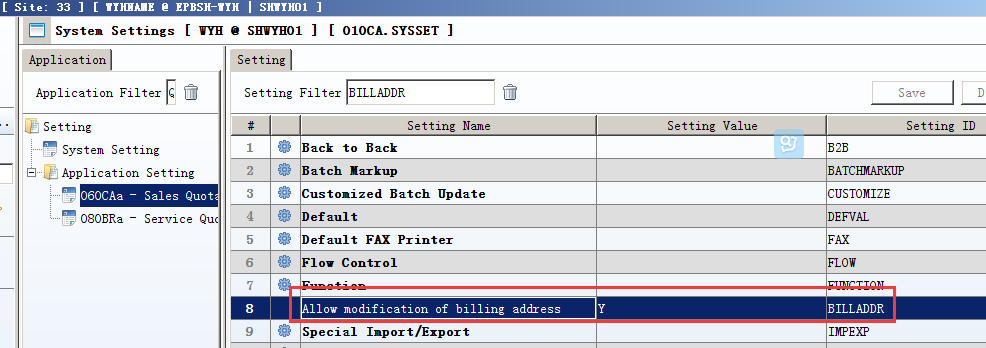 [ Site: 33 ] [ WYHNAME @ EPBSH-WYH | SHWYH01 ]
System Settings [ WYH @ SHWYH01 ] [ 010CA.SYSSET ]
Application
Setting
Application Filter Q
Setting Filter BILLADDR
Save
D
# Setting Name Setting Value Setting ID
Setting
System Setting
Application Setting
060CAa - Sales Quota
080BRa - Service Quo
1 Back to Back B2B
2 Batch Markup BATCHMARKUP
3 Customized Batch Update CUSTOMIZE
4 Default DEFVAL
5 Default FAX Printer FAX
6 Flow Control FLOW
7 Function FUNCTION
8 Allow modification of billing address Y BILLADDR
9 Special Import/Export IMPEXP